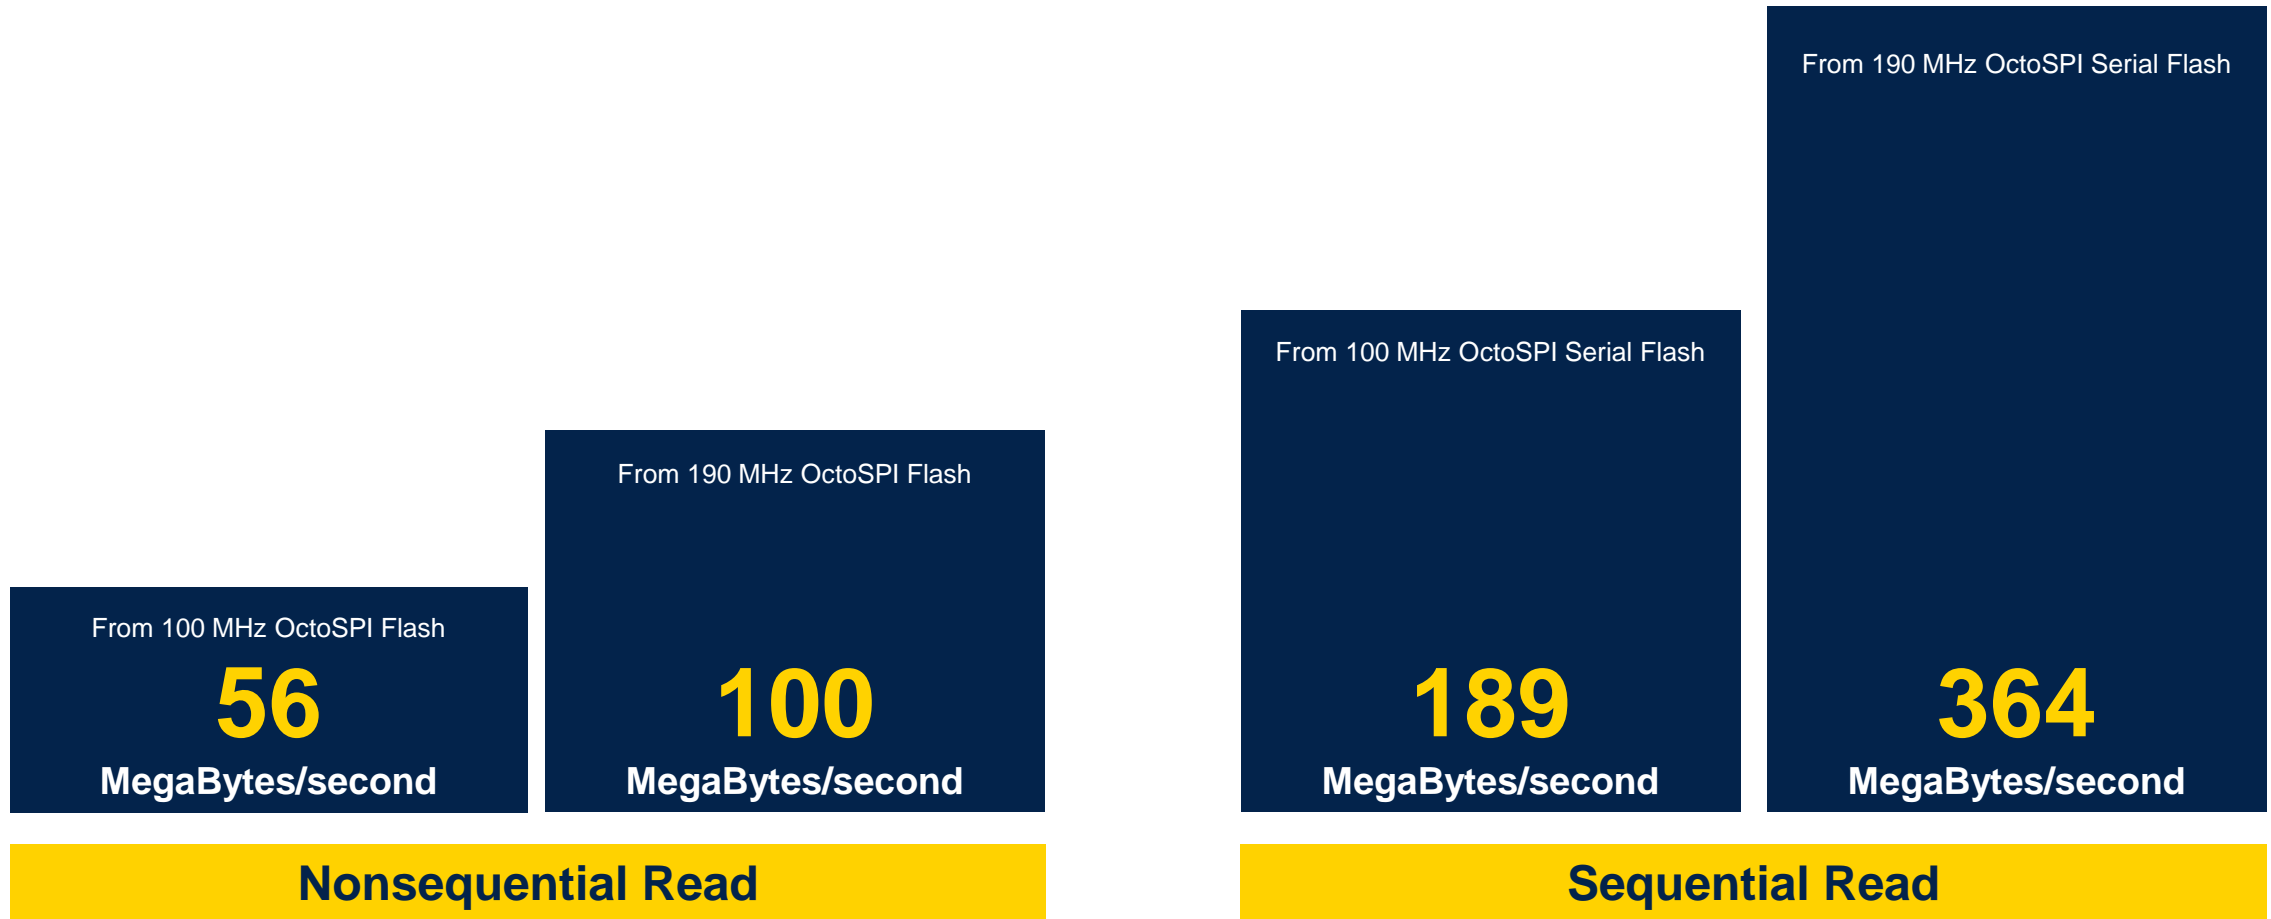 From 100 MHz OctoSPI Flash
56
MegaBytes/second
From 190 MHz OctoSPI Flash
100
MegaBytes/second
Nonsequential Read
From 100 MHz OctoSPI Serial Flash
189
MegaBytes/second
From 190 MHz OctoSPI Serial Flash
364
MegaBytes/second
Sequential Read